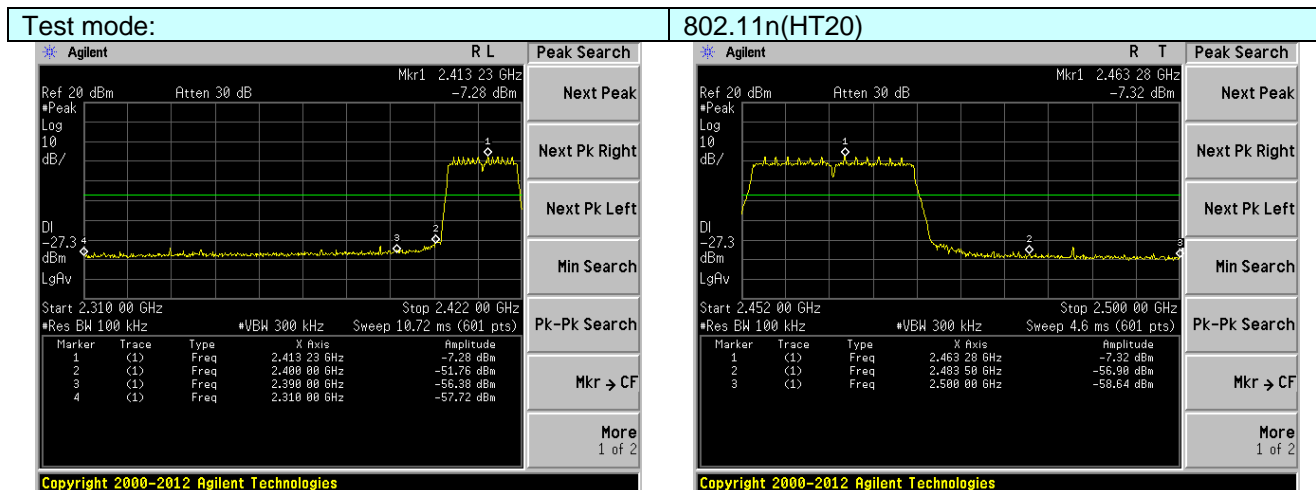 Test mode: 802.11n(HT20)
Agilent R L Peak Search
Mkr1 2.413 23 GHz
Ref 20 dBm Atten 30 dB -7.28 dBm
#Peak
Log
10
dB/
1
2
3
4
DI
-27.3
dBm
LgAv
Start 2.310 00 GHz Stop 2.422 00 GHz
#Res BW 100 kHz #VBW 300 kHz Sweep 10.72 ms (601 pts)
Marker Trace Type X Axis Amplitude
1 (1) Freq 2.413 23 GHz -7.28 dBm
2 (1) Freq 2.400 00 GHz -51.76 dBm
3 (1) Freq 2.390 00 GHz -56.38 dBm
4 (1) Freq 2.310 00 GHz -57.72 dBm
Next Peak
Next Pk Right
Next Pk Left
Min Search
Pk-Pk Search
Mkr → CF
More
1 of 2
Copyright 2000-2012 Agilent Technologies
Agilent R T Peak Search
Mkr1 2.463 28 GHz
Ref 20 dBm Atten 30 dB -7.32 dBm
#Peak
Log
10
dB/
1
2
3
DI
-27.3
dBm
LgAv
Start 2.452 00 GHz Stop 2.500 00 GHz
#Res BW 100 kHz #VBW 300 kHz Sweep 4.6 ms (601 pts)
Marker Trace Type X Axis Amplitude
1 (1) Freq 2.463 28 GHz -7.32 dBm
2 (1) Freq 2.483 50 GHz -56.90 dBm
3 (1) Freq 2.500 00 GHz -58.64 dBm
Next Peak
Next Pk Right
Next Pk Left
Min Search
Pk-Pk Search
Mkr → CF
More
1 of 2
Copyright 2000-2012 Agilent Technologies